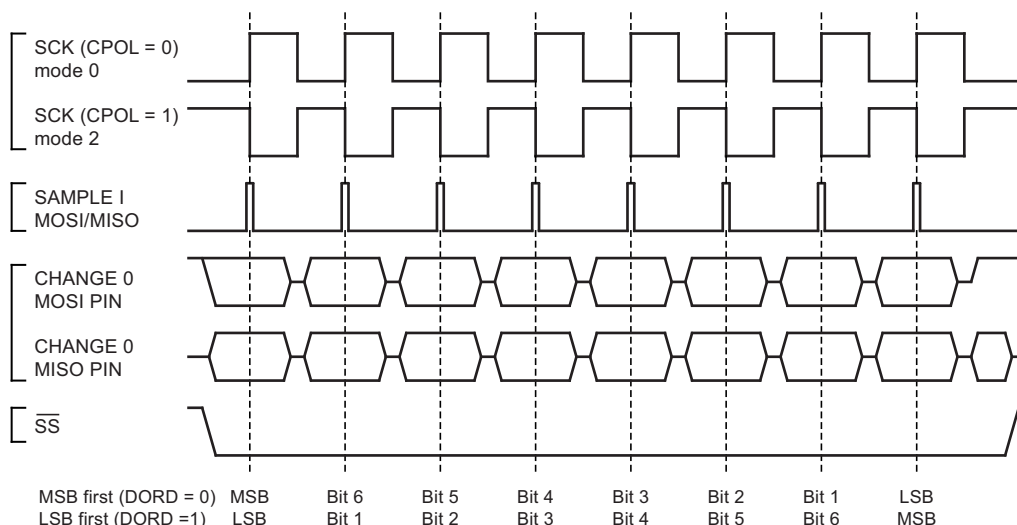 SCK (CPOL = 0)
mode 0
SCK (CPOL = 1)
mode 2
SAMPLE I
MOSI/MISO
CHANGE 0
MOSI PIN
CHANGE 0
MISO PIN
SS
MSB first (DORD = 0) MSB Bit 6 Bit 5 Bit 4 Bit 3 Bit 2 Bit 1 LSB
LSB first (DORD =1) LSB Bit 1 Bit 2 Bit 3 Bit 4 Bit 5 Bit 6 MSB